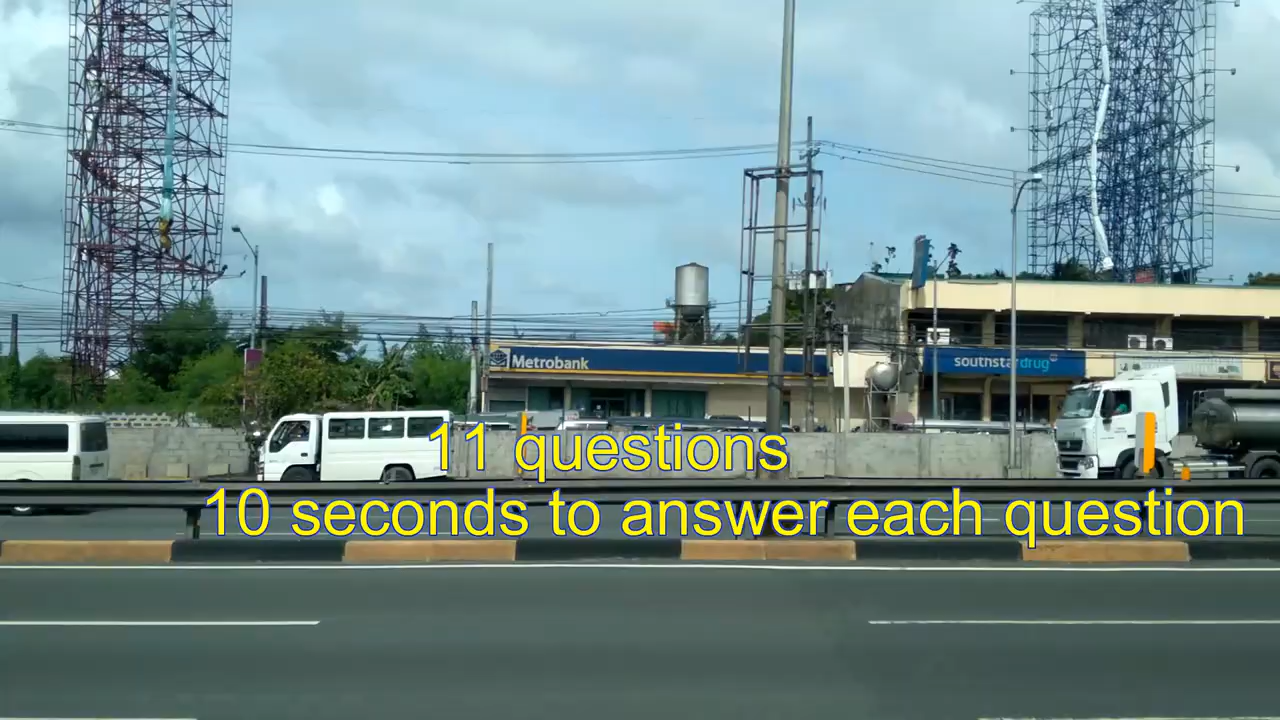 Metrobank
southstardrug
11 questions
10 seconds to answer each question